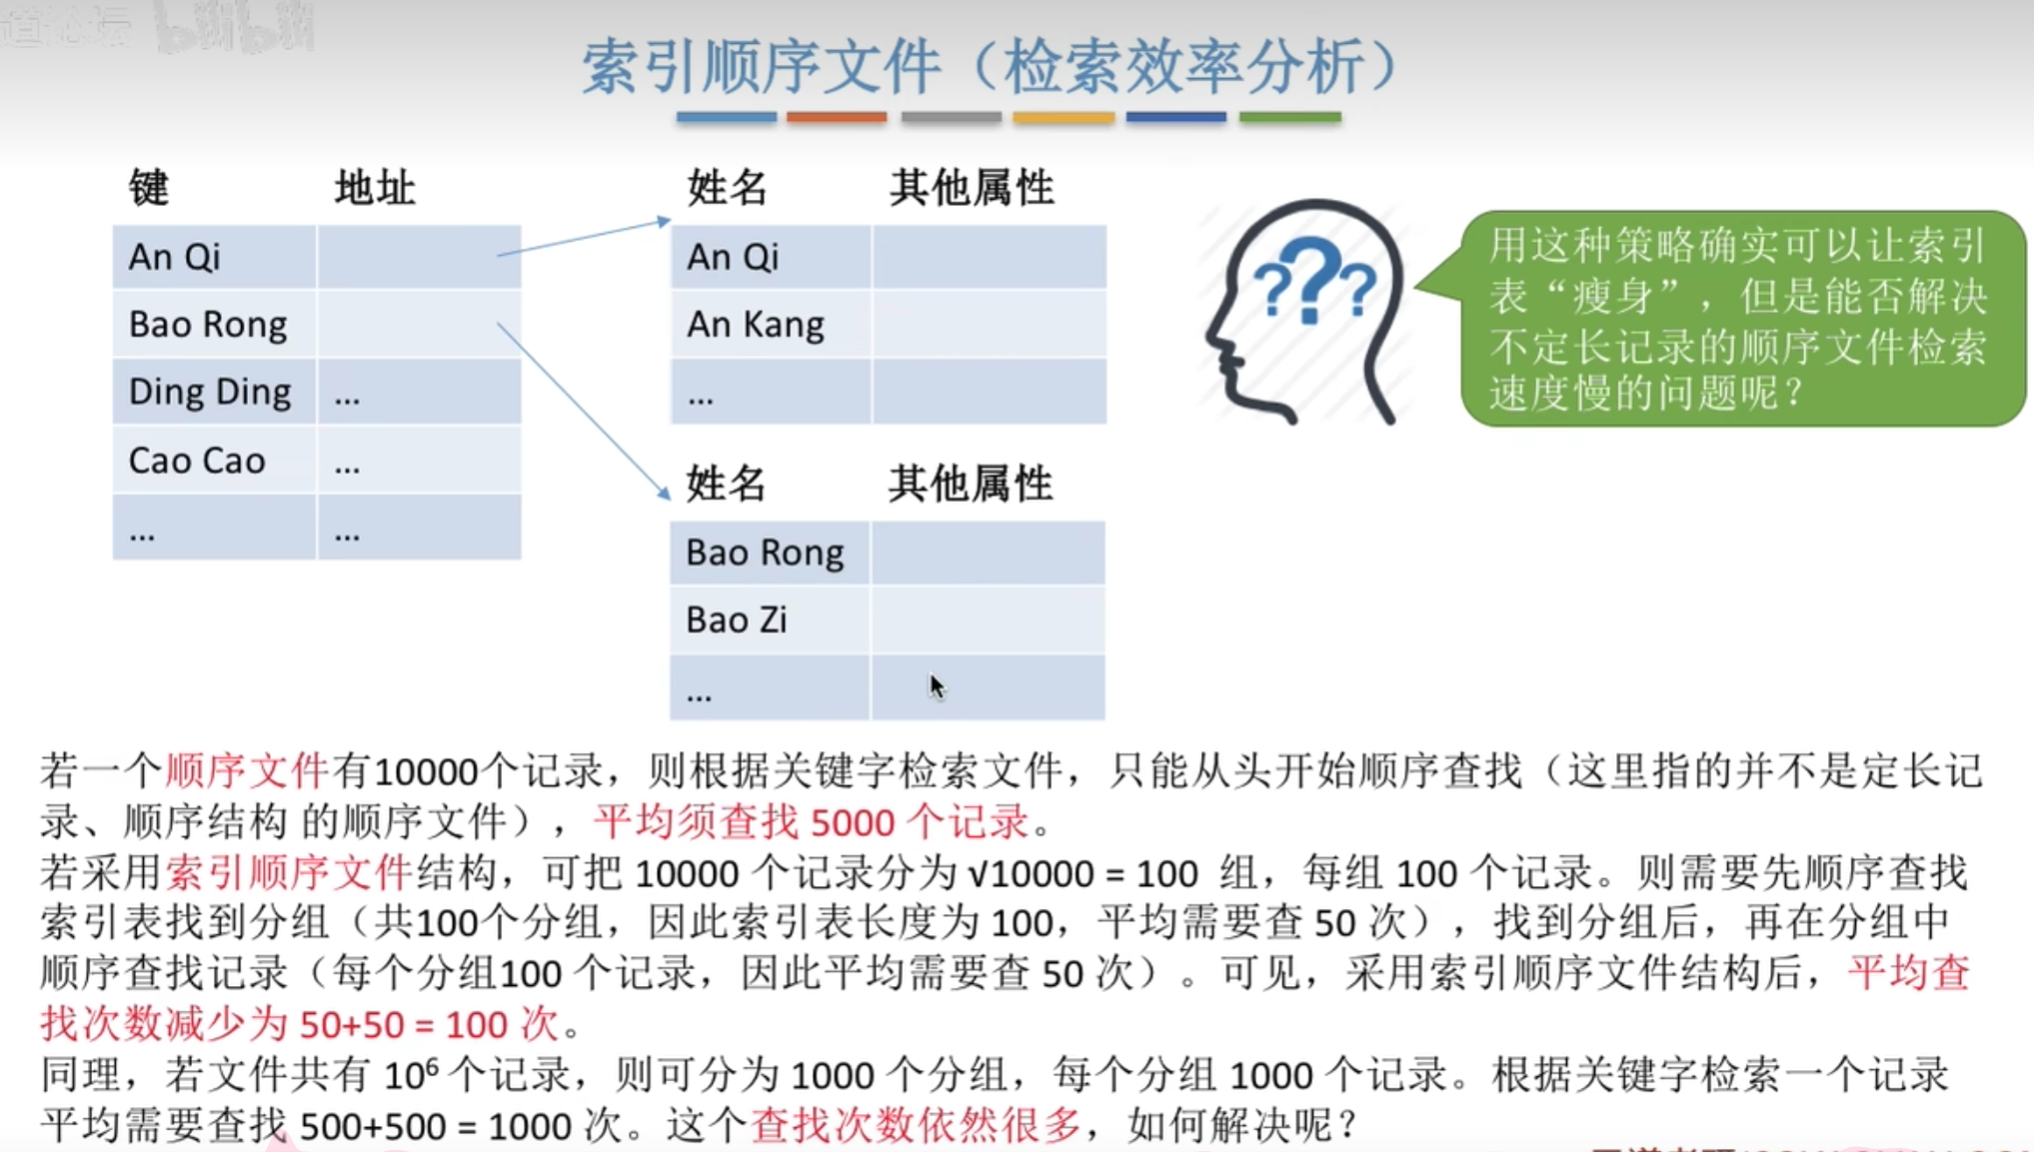 道论坛 bilibili
索引顺序文件（检索效率分析）
键 地址
An Qi
Bao Rong
Ding Ding ...
Cao Cao ...
... ...
姓名 其他属性
An Qi
An Kang
...
姓名 其他属性
Bao Rong
Bao Zi
...
???
用这种策略确实可以让索引
表“瘦身”，但是能否解决
不定长记录的顺序文件检索
速度慢的问题呢？
若一个顺序文件有10000个记录，则根据关键字检索文件，只能从头开始顺序查找（这里指的并不是定长记
录、顺序结构 的顺序文件），平均须查找 5000 个记录。
若采用索引顺序文件结构，可把 10000 个记录分为 √10000 = 100 组，每组 100 个记录。则需要先顺序查找
索引表找到分组（共100个分组，因此索引表长度为 100，平均需要查 50 次），找到分组后，再在分组中
顺序查找记录（每个分组100 个记录，因此平均需要查 50 次）。可见，采用索引顺序文件结构后，平均查
找次数减少为 50+50 = 100 次。
同理，若文件共有 10⁶ 个记录，则可分为 1000 个分组，每个分组 1000 个记录。根据关键字检索一个记录
平均需要查找 500+500 = 1000 次。这个查找次数依然很多，如何解决呢？